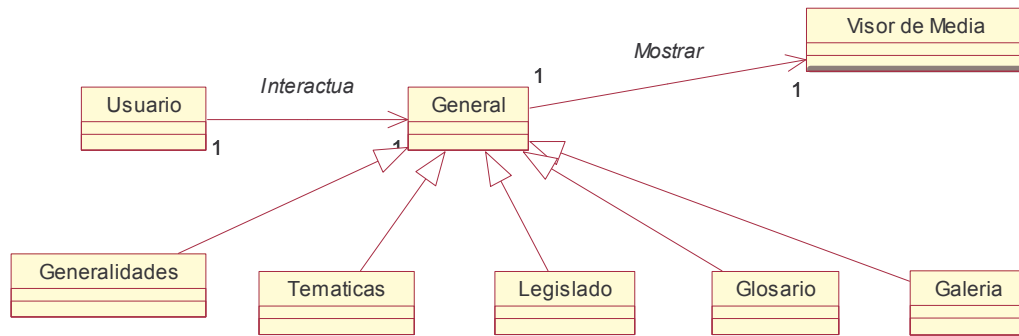 Visor de Media
Mostrar
1
1
Interactua
Usuario
General
1
1
Generalidades
Tematicas
Legislado
Glosario
Galeria